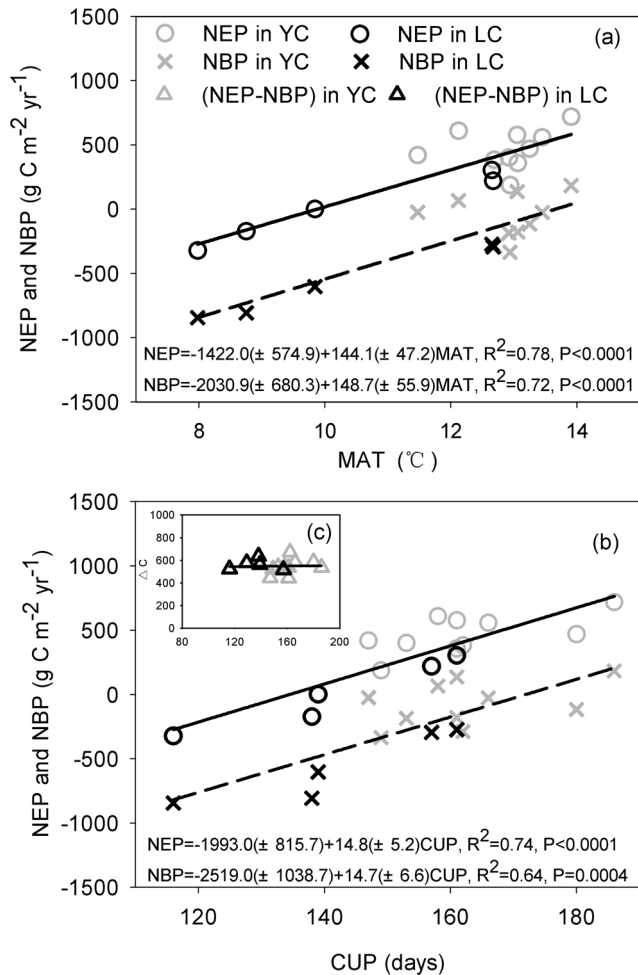 NEP in YC NEP in LC
(a)
NBP in YC NBP in LC
(NEP-NBP) in YC (NEP-NBP) in LC
1500
1000
500
0
-500
-1000
-1500
NEP and NBP (g C m⁻² yr⁻¹)
NEP=-1422.0(± 574.9)+144.1(± 47.2)MAT, R²=0.78, P<0.0001
NBP=-2030.9(± 680.3)+148.7(± 55.9)MAT, R²=0.72, P<0.0001
8 10 12 14
MAT (℃)
1500
1000
500
0
-500
-1000
-1500
NEP and NBP (g C m⁻² yr⁻¹)
(b)
(c)
1000
800
600
400
200
0
△ c
80 120 160 200
NEP=-1993.0(± 815.7)+14.8(± 5.2)CUP, R²=0.74, P<0.0001
NBP=-2519.0(± 1038.7)+14.7(± 6.6)CUP, R²=0.64, P=0.0004
120 140 160 180
CUP (days)